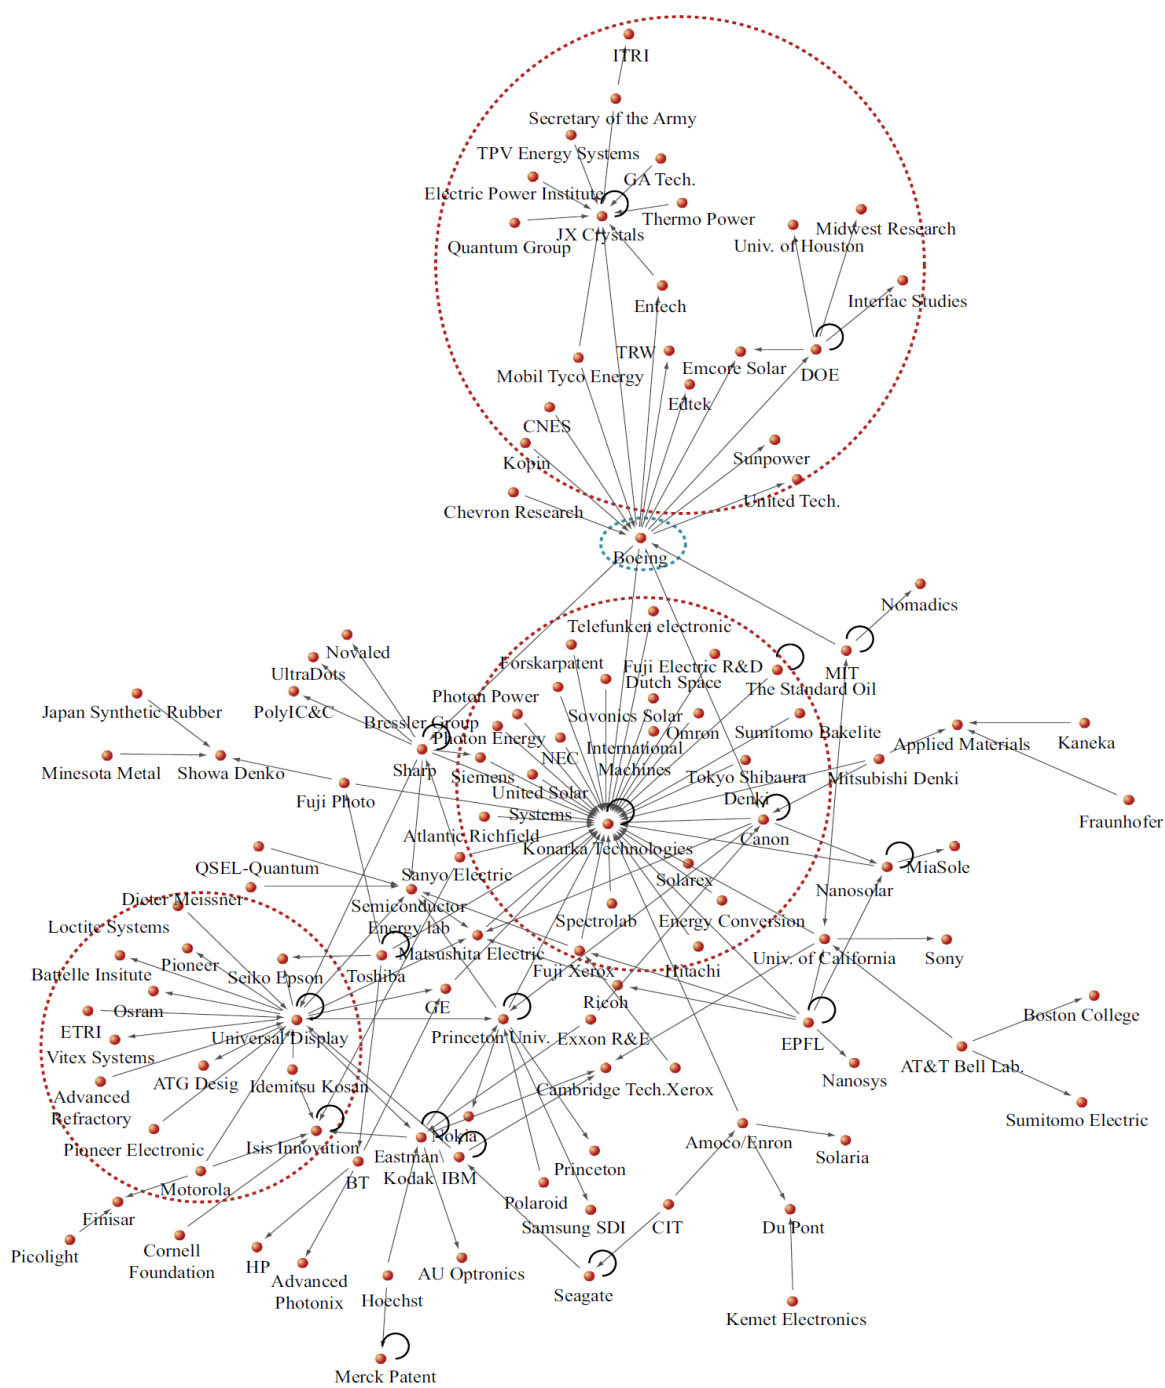 ITRI
Secretary of the Army
TPV Energy Systems
GA Tech.
Electric Power Institute
Thermo Power
JX Crystals
Quantum Group
Midwest Research
Univ. of Houston
Interfac Studies
Entech
TRW
Emcore Solar
DOE
Mobil Tyco Energy
Edtek
CNES
Kopin
Sunpower
United Tech.
Chevron Research
Boeing
Nomadics
Telefunken electronic
Novaled
Forskarpatent
Fuji Electric R&D
MIT
UltraDots
Dutch Space
The Standard Oil
Photon Power
PolyIC&C
Japan Synthetic Rubber
Bressler Group
Sovonics Solar
Omron
Sumitomo Bakelite
Photon Energy
NEC
International
Machines
Applied Materials
Kaneka
Minesota Metal
Showa Denko
Sharp
Siemens
Tokyo Shibaura
Denki
Mitsubishi Denki
United Solar
Systems
Fuji Photo
Fraunhofer
Atlantic Richfield
Konarka Technologies
Canon
QSEL-Quantum
Sanyo Electric
Solarex
Nanosolar
MiaSole
Dieter Meissner
Semiconductor
Energy lab
Spectrolab
Energy Conversion
Loctite Systems
Battelle Insitute
Pioneer
Seiko Epson
Toshiba
Matsushita Electric
Fuji Xerox
Hitachi
Univ. of California
Sony
Osram
GE
Ricoh
Boston College
ETRI
Universal Display
Princeton Univ.
Exxon R&E
EPFL
Vitex Systems
AT&T Bell Lab.
ATG Desig
Idemitsu Kosan
Cambridge Tech.
Xerox
Nanosys
Advanced
Refractory
Sumitomo Electric
Pioneer Electronic
Isis Innovation
Nokia
Eastman
Kodak
IBM
Amoco/Enron
Solaria
Motorola
BT
Princeton
Polaroid
Finisar
Samsung SDI
CIT
Du Pont
Picolight
Cornell
Foundation
HP
Advanced
Photonix
AU Optronics
Hoechst
Seagate
Kemet Electronics
Merck Patent